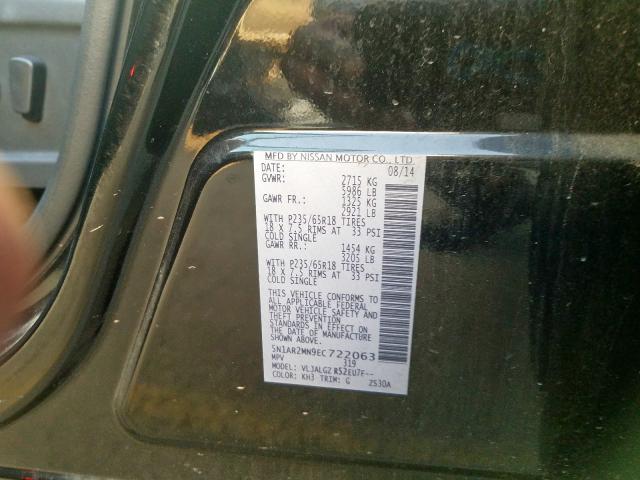 MFD BY NISSAN MOTOR CO., LTD.
DATE: 08/14
GVWR: 2715 KG
5986 LB
GAWR FR.: 1325 KG
2921 LB
WITH P235/65R18 TIRES
18 X 7.5 RIMS AT 33 PSI
COLD SINGLE
GAWR RR.: 1454 KG
3205 LB
WITH P235/65R18 TIRES
18 X 7.5 RIMS AT 33 PSI
COLD SINGLE
THIS VEHICLE CONFORMS TO
ALL APPLICABLE FEDERAL
MOTOR VEHICLE SAFETY AND
THEFT PREVENTION
STANDARDS IN EFFECT ON
THE DATE OF MANUFACTURE
SHOWN ABOVE.
5N1AR2MN9EC722063
MPV 319
MODEL: VL3ALGZ R52EU7F--
COLOR: KH3 TRIM: G 2S30A